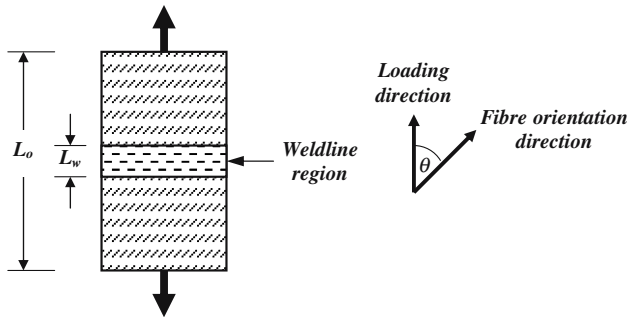 Loading
direction
Fibre orientation
direction
Lo
Lw
Weldline
region
θ